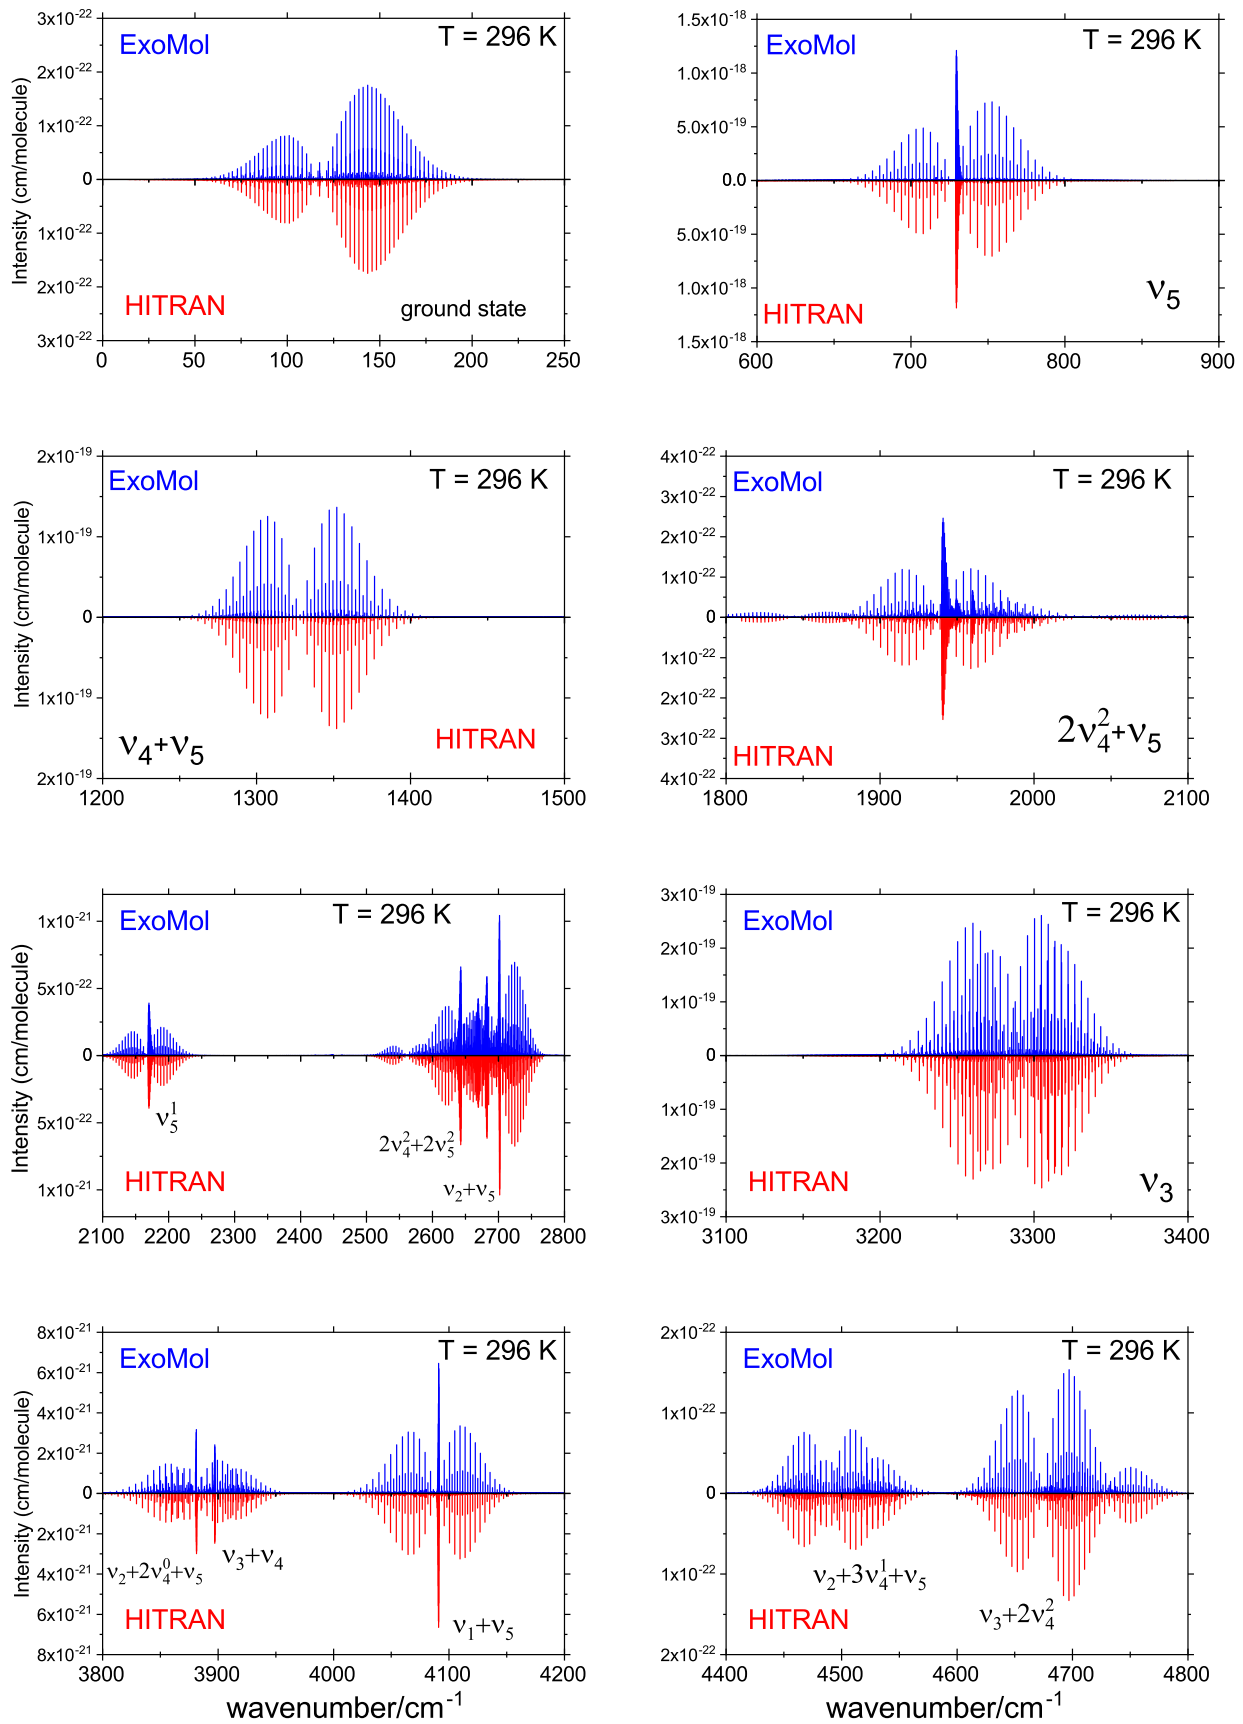 3x10-22
ExoMol
T = 296 K
2x10-22
1x10-22
0
1x10-22
2x10-22
HITRAN
ground state
3x10-22
0 50 100 150 200 250
Intensity (cm/molecule)
1.5x10-18
ExoMol
T = 296 K
1.0x10-18
5.0x10-19
0.0
5.0x10-19
1.0x10-18
HITRAN
ν5
1.5x10-18
600 700 800 900
2x10-19
ExoMol
T = 296 K
1x10-19
0
1x10-19
ν4+ν5
HITRAN
2x10-19
1200 1300 1400 1500
Intensity (cm/molecule)
4x10-22
ExoMol
T = 296 K
3x10-22
2x10-22
1x10-22
0
1x10-22
2x10-22
3x10-22
2ν42+ν5
HITRAN
4x10-22
1800 1900 2000 2100
ExoMol
T = 296 K
1x10-21
5x10-22
0
5x10-22
ν51
2ν42+2ν52
ν2+ν5
HITRAN
1x10-21
2100 2200 2300 2400 2500 2600 2700 2800
Intensity (cm/molecule)
3x10-19
ExoMol
T = 296 K
2x10-19
1x10-19
0
1x10-19
2x10-19
HITRAN
ν3
3x10-19
3100 3200 3300 3400
8x10-21
ExoMol
T = 296 K
6x10-21
4x10-21
2x10-21
0
2x10-21
ν2+2ν40+ν5
ν3+ν4
4x10-21
HITRAN
ν1+ν5
6x10-21
8x10-21
3800 3900 4000 4100 4200
wavenumber/cm-1
Intensity (cm/molecule)
2x10-22
ExoMol
T = 296 K
1x10-22
0
1x10-22
ν2+3ν41+ν5
ν3+2ν42
HITRAN
2x10-22
4400 4500 4600 4700 4800
wavenumber/cm-1